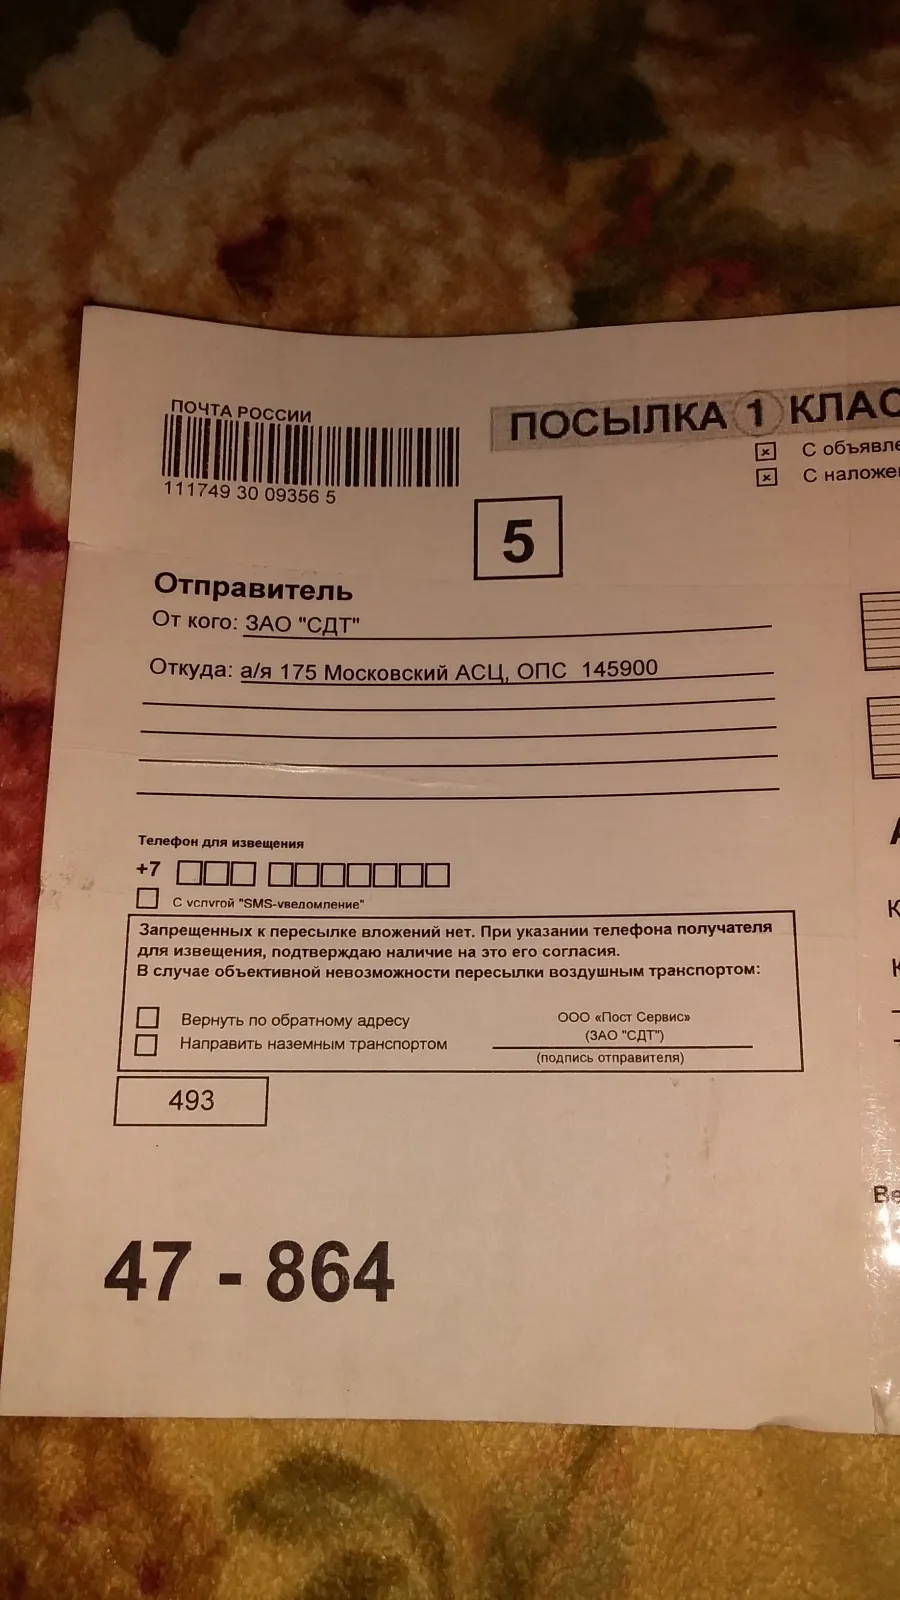 ПОЧТА РОССИИ
111749 30 09356 5
ПОСЫЛКА 1 КЛАС
С объявле
С наложе
5
Отправитель
От кого: ЗАО "СДТ"
Откуда: а/я 175 Московский АСЦ, ОПС 145900
Телефон для извещения
+7
С услугой "SMS-уведомление"
Запрещенных к пересылке вложений нет. При указании телефона получателя
для извещения, подтверждаю наличие на это его согласия.
В случае объективной невозможности пересылки воздушным транспортом:
Вернуть по обратному адресу
Направить наземным транспортом
ООО «Пост Сервис»
(ЗАО "СДТ")
(подпись отправителя)
493
47 - 864